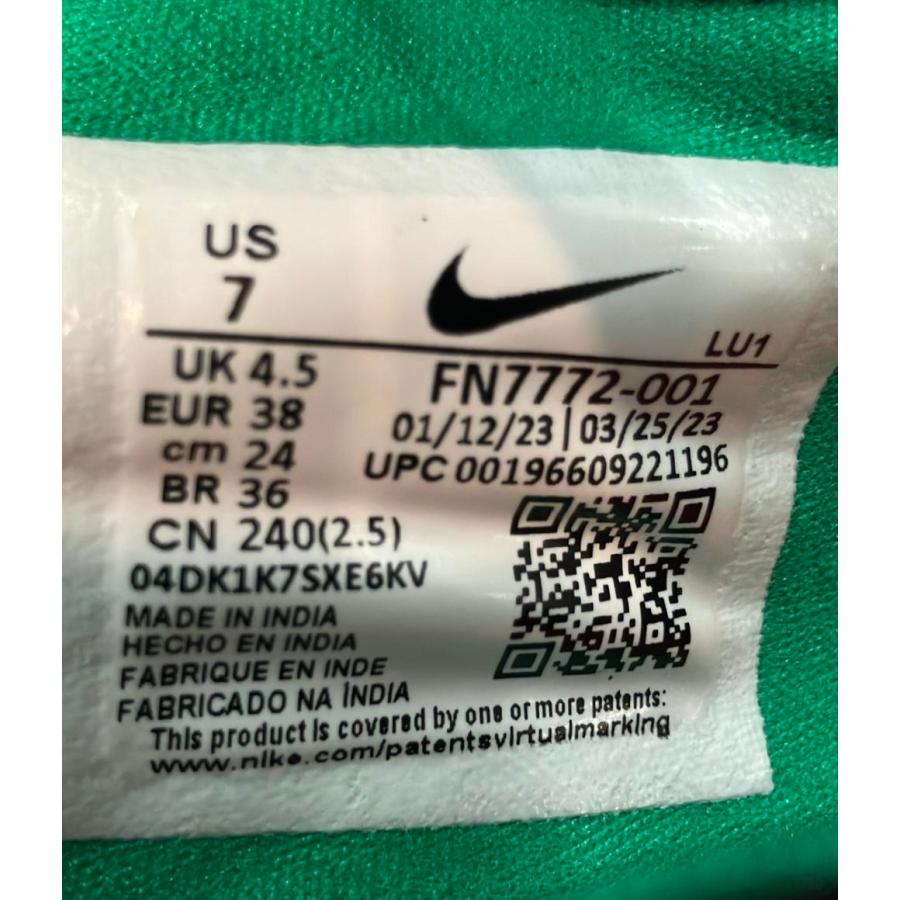 US
7
LU1
UK 4.5
EUR 38
cm 24
BR 36
CN 240(2.5)
FN7772-001
01/12/23 | 03/25/23
UPC 00196609221196
04DK1K7SXE6KV
MADE IN INDIA
HECHO EN INDIA
FABRIQUE EN INDE
FABRICADO NA ÍNDIA
This product is covered by one or more patents:
www.nike.com/patentsvirtualmarking